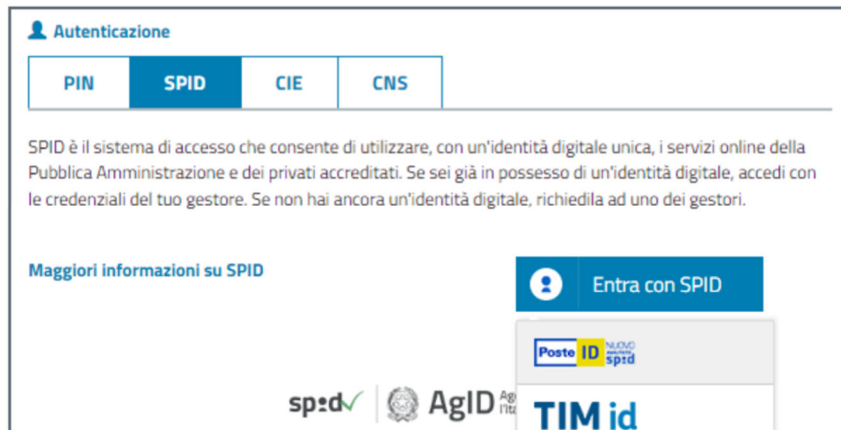 Autenticazione
PIN SPID CIE CNS
SPID è il sistema di accesso che consente di utilizzare, con un'identità digitale unica, i servizi online della
Pubblica Amministrazione e dei privati accreditati. Se sei già in possesso di un'identità digitale, accedi con
le credenziali del tuo gestore. Se non hai ancora un'identità digitale, richiedila ad uno dei gestori.
Maggiori informazioni su SPID
Entra con SPID
Poste ID NUOVO
spid
spid AgID
TIM id